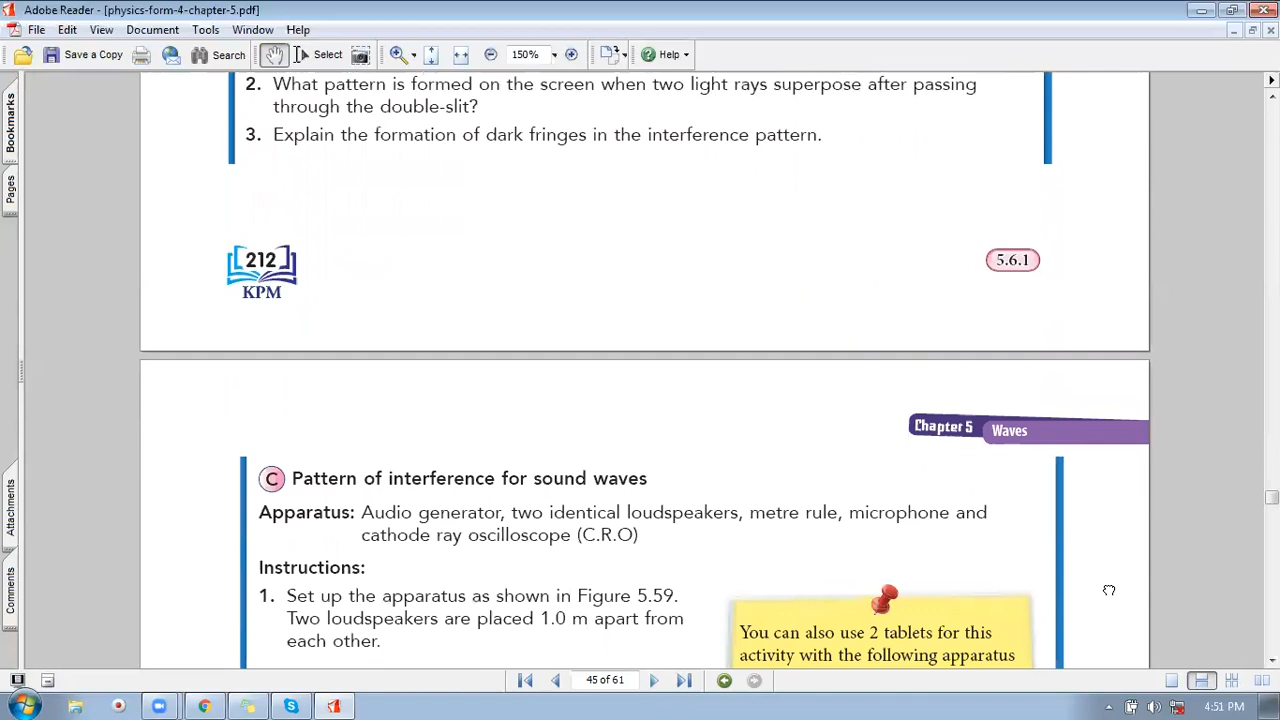 Adobe Reader - [physics-form-4-chapter-5.pdf]
File Edit View Document Tools Window Help
Save a Copy Search Select 150% Help
Bookmarks
Pages
Attachments
Comments
2. What pattern is formed on the screen when two light rays superpose after passing
through the double-slit?
3. Explain the formation of dark fringes in the interference pattern.
212
KPM
5.6.1
Chapter 5 Waves
C Pattern of interference for sound waves
Apparatus: Audio generator, two identical loudspeakers, metre rule, microphone and
cathode ray oscilloscope (C.R.O)
Instructions:
1. Set up the apparatus as shown in Figure 5.59.
Two loudspeakers are placed 1.0 m apart from
each other.
You can also use 2 tablets for this
activity with the following apparatus
45 of 61
4:51 PM